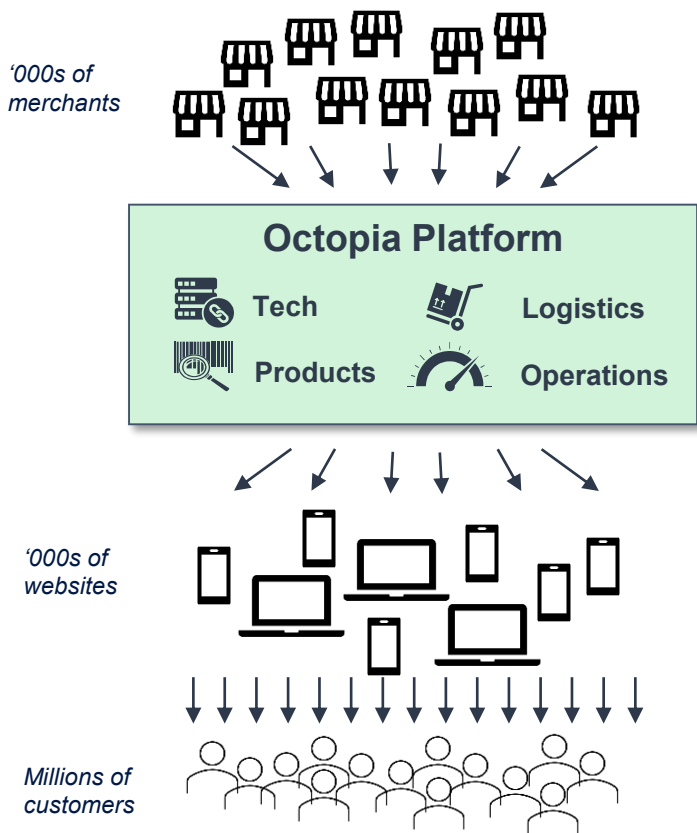 ‘000s of
merchants
Octopia Platform
Tech
Logistics
Products
Operations
‘000s of
websites
Millions of
customers